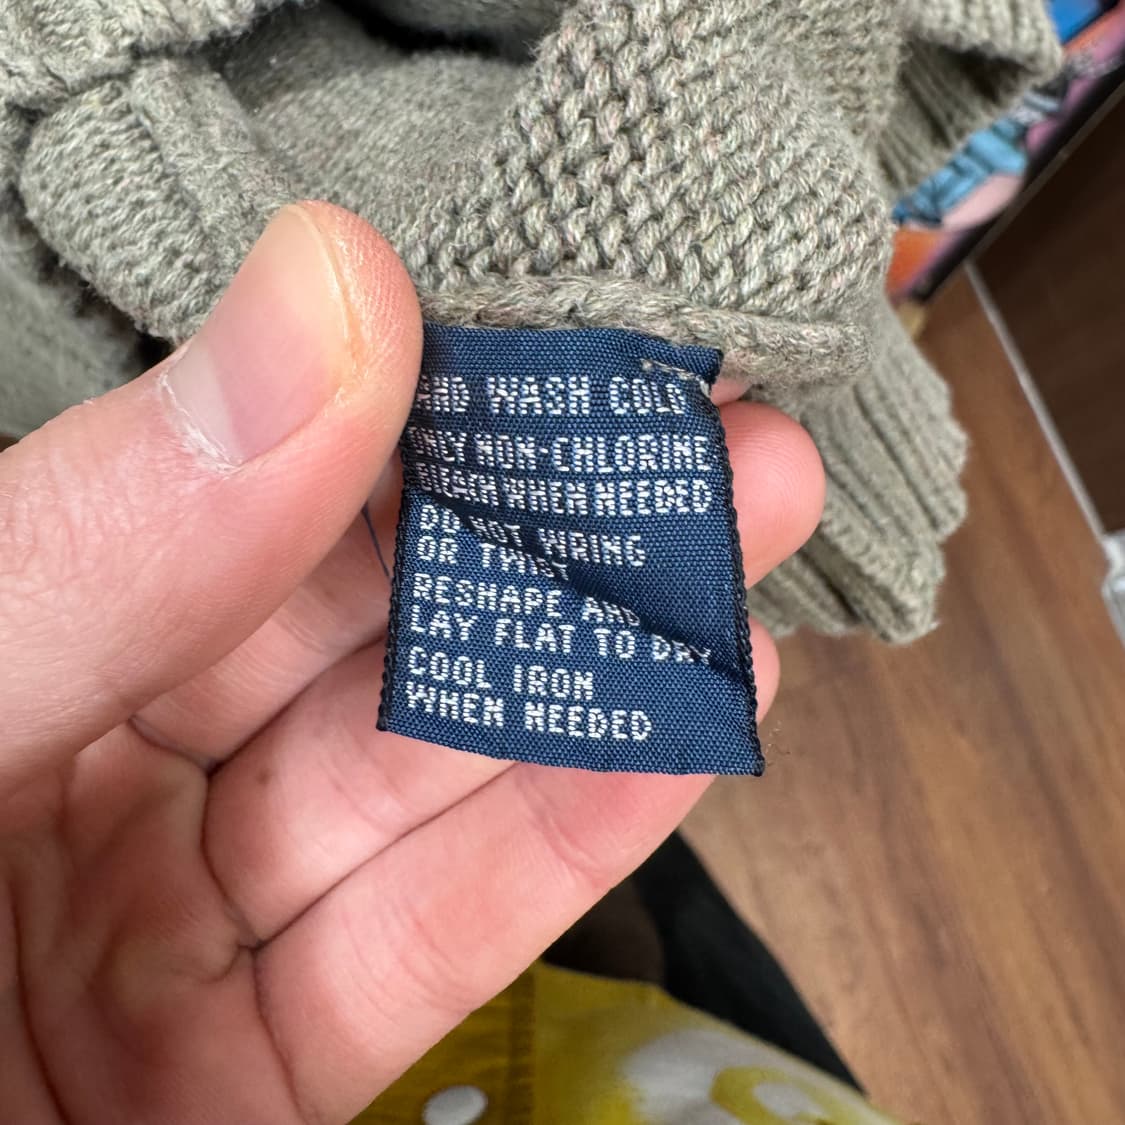 AND WASH COLD
ONLY NON-CHLORINE
BLEACH WHEN NEEDED
DO NOT WRING
OR TWIST
RESHAPE AND
LAY FLAT TO DRY
COOL IRON
WHEN NEEDED